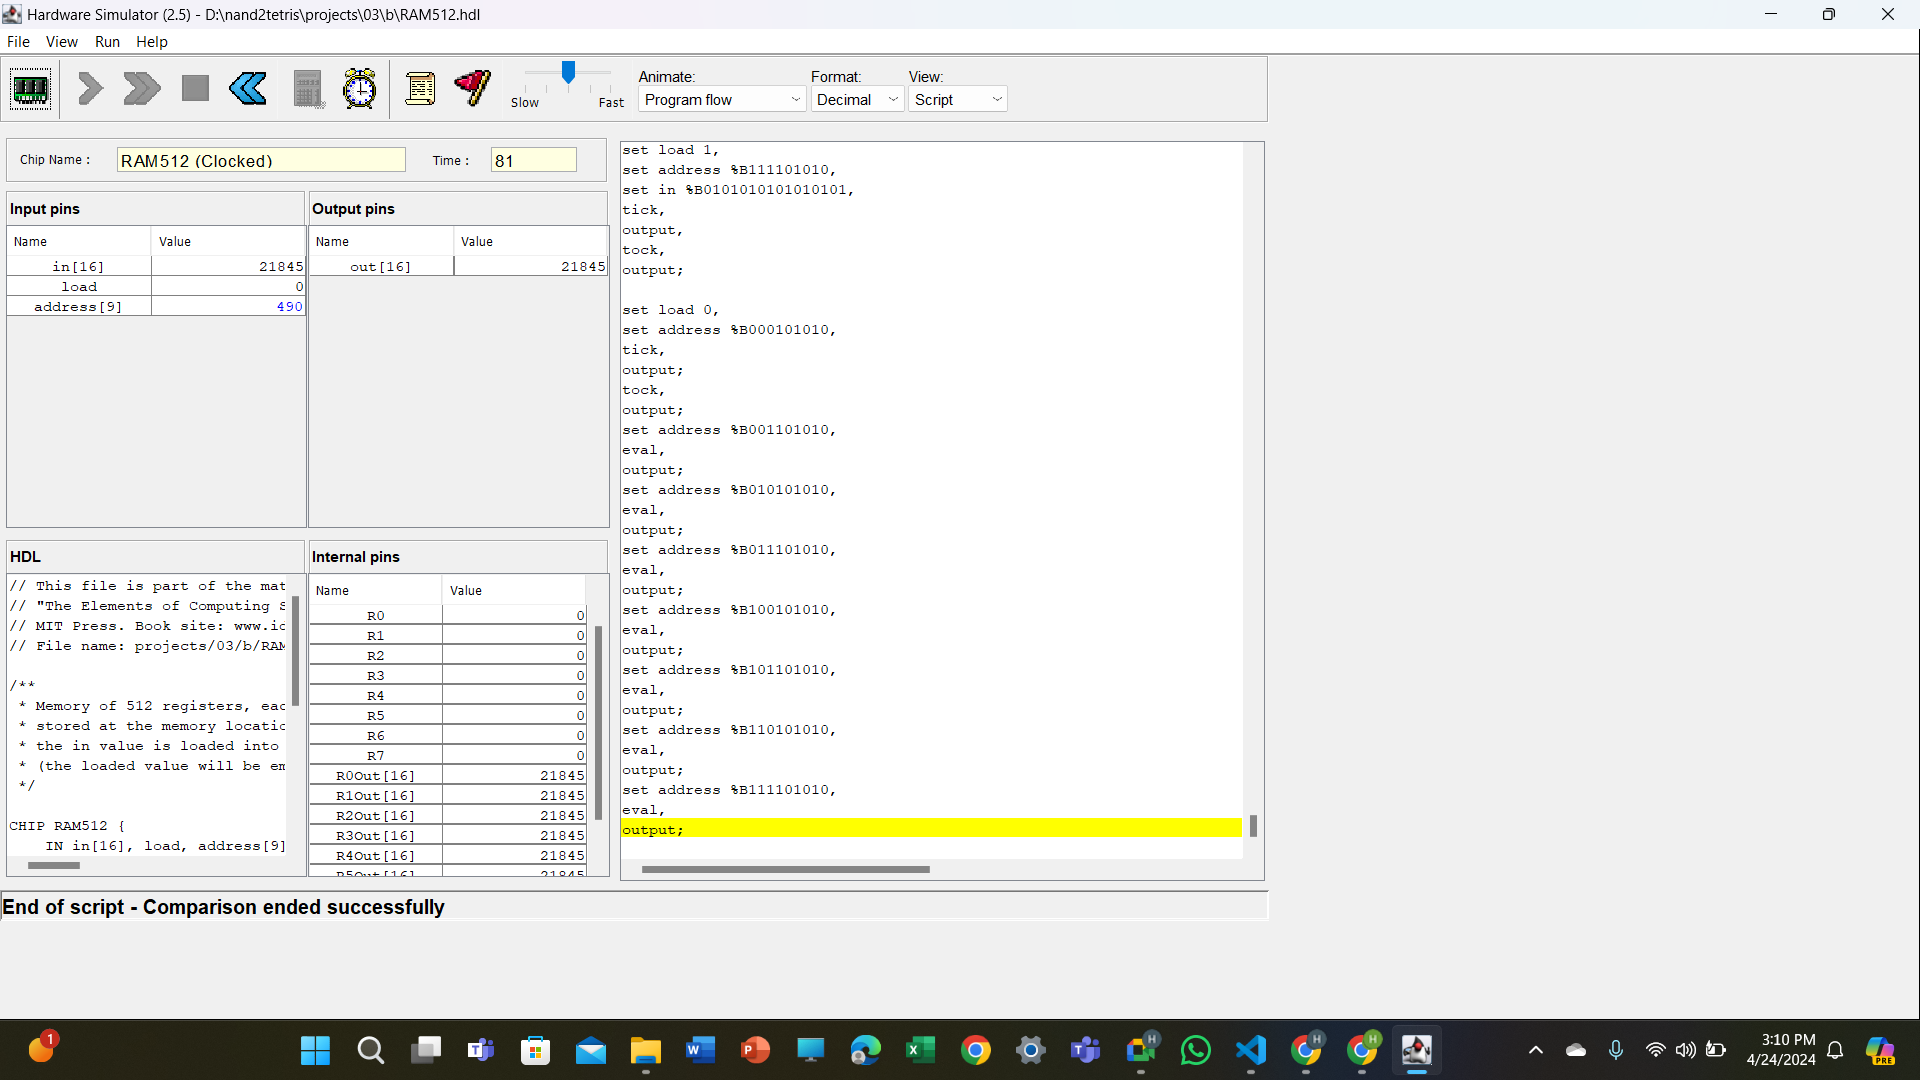 Hardware Simulator (2.5) - D:\nand2tetris\projects\03\b\RAM512.hdl
File View Run Help
Slow Fast
Animate: Format: View:
Program flow Decimal Script
Chip Name : RAM512 (Clocked) Time : 81
Input pins
Name Value
in[16] 21845
load 0
address[9] 490
Output pins
Name Value
out[16] 21845
HDL
// This file is part of the mat
// "The Elements of Computing S
// MIT Press. Book site: www.id
// File name: projects/03/b/RAM
/**
* Memory of 512 registers, eac
* stored at the memory locatio
* the in value is loaded into
* (the loaded value will be em
*/
CHIP RAM512 {
IN in[16], load, address[9]
Internal pins
Name Value
R0 0
R1 0
R2 0
R3 0
R4 0
R5 0
R6 0
R7 0
R0Out[16] 21845
R1Out[16] 21845
R2Out[16] 21845
R3Out[16] 21845
R4Out[16] 21845
R5Out[16] 21845
set load 1,
set address %B111101010,
set in %B0101010101010101,
tick,
output,
tock,
output;
set load 0,
set address %B000101010,
tick,
output;
tock,
output;
set address %B001101010,
eval,
output;
set address %B010101010,
eval,
output;
set address %B011101010,
eval,
output;
set address %B100101010,
eval,
output;
set address %B101101010,
eval,
output;
set address %B110101010,
eval,
output;
set address %B111101010,
eval,
output;
End of script - Comparison ended successfully
1
3:10 PM
4/24/2024
PRE